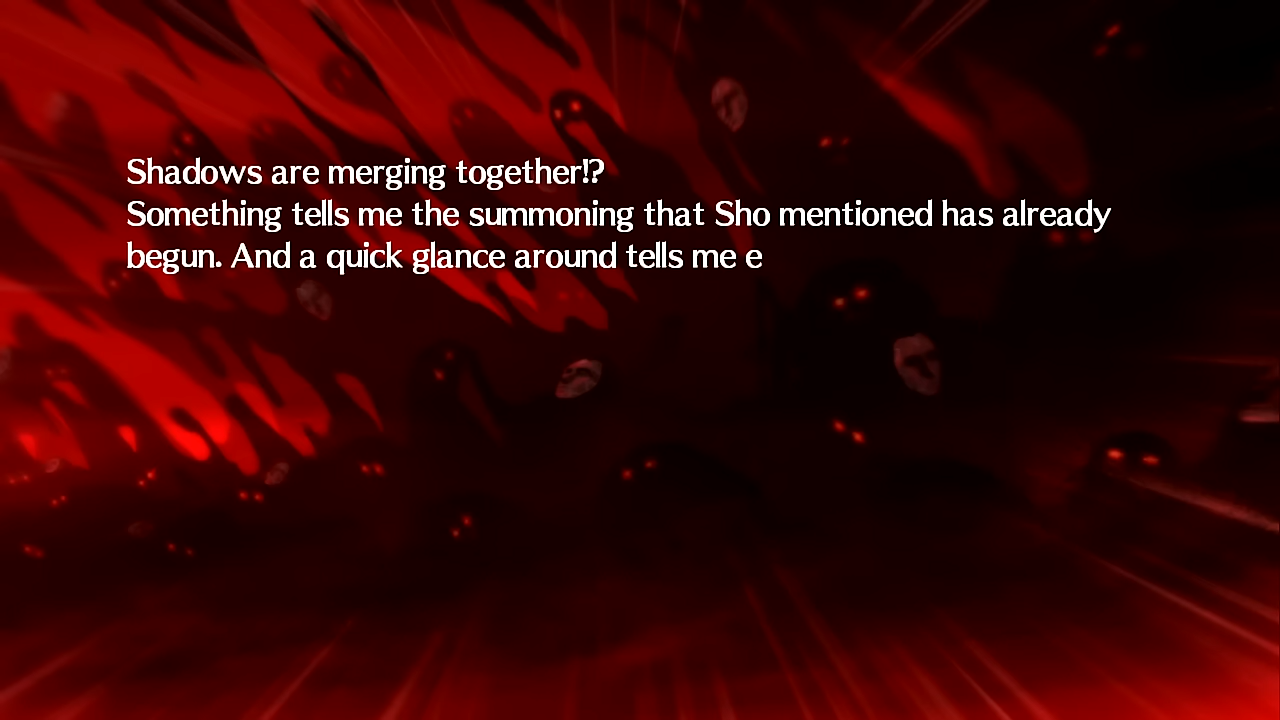 Shadows are merging together!?
Something tells me the summoning that Sho mentioned has already
begun. And a quick glance around tells me e